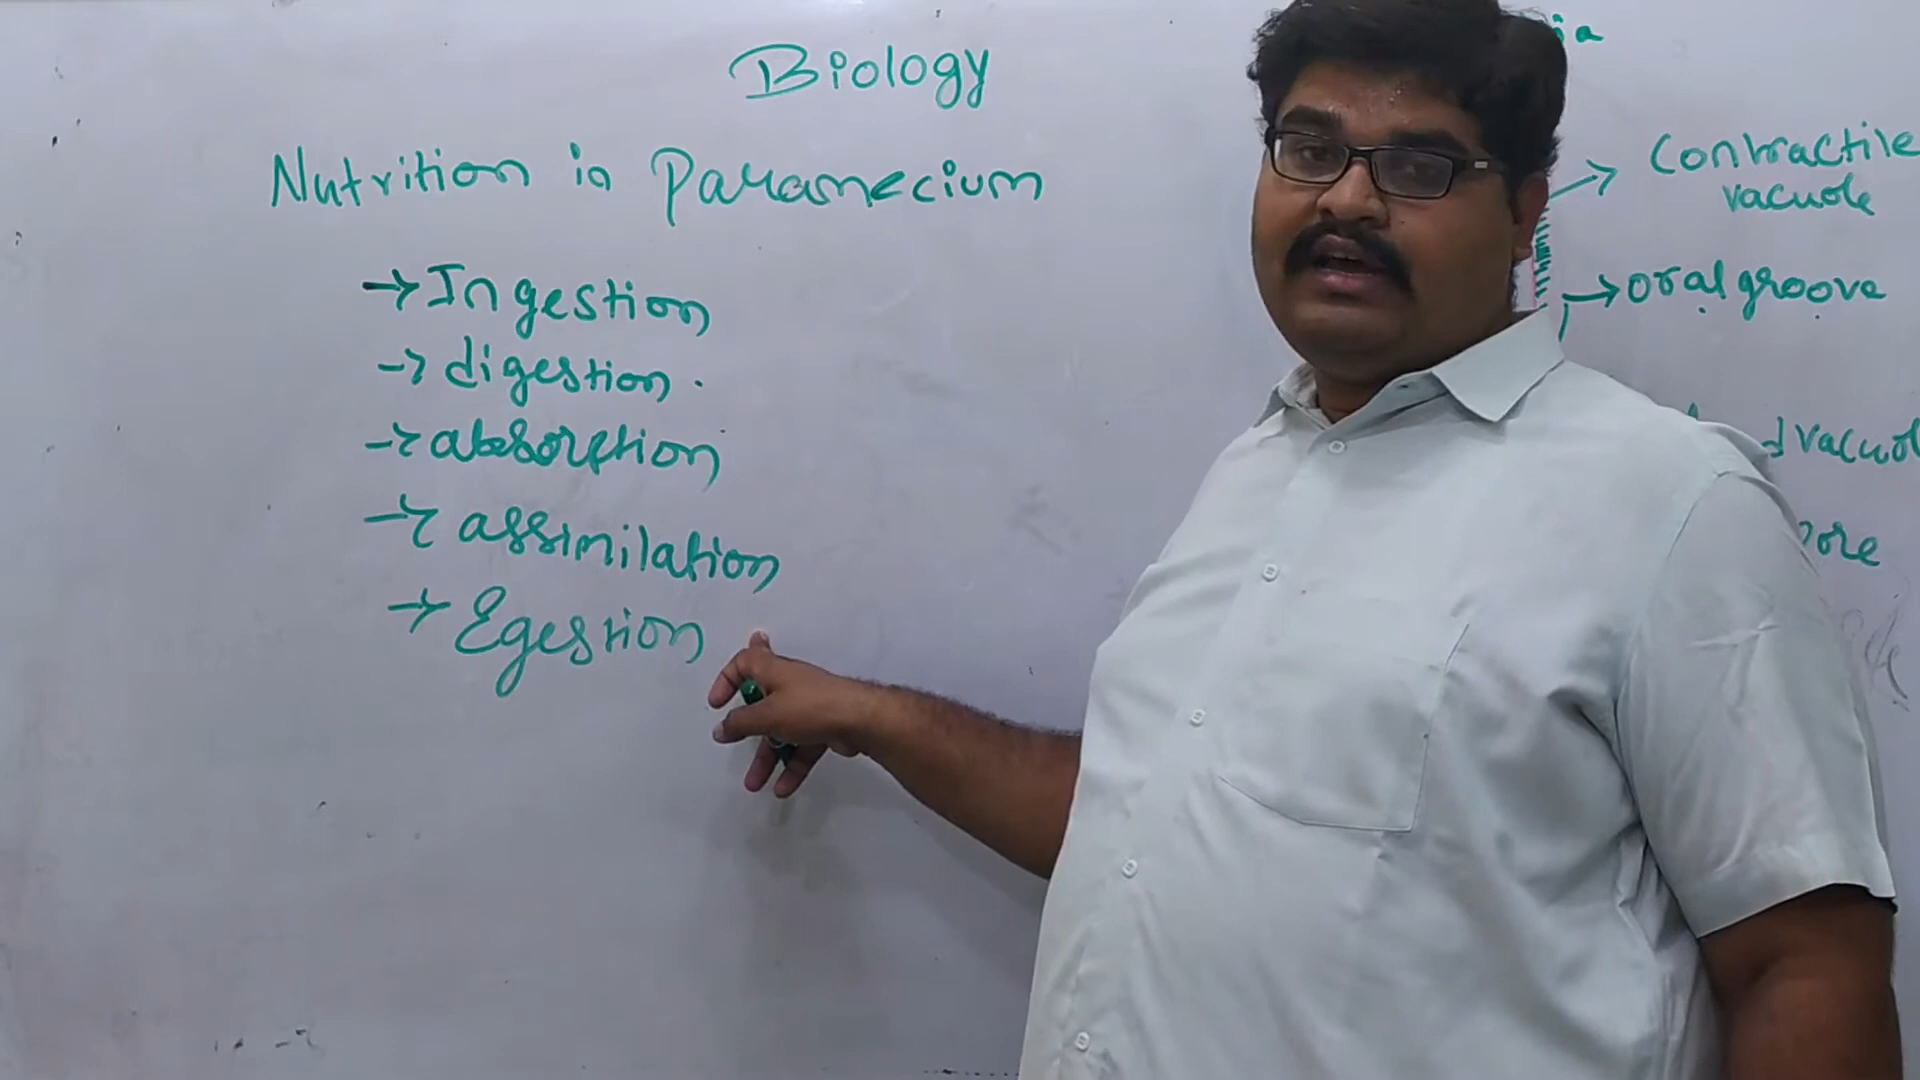 Biology
Nutrition in Paramecium
→ Ingestion
→ digestion.
→ absorption
→ assimilation
→ Egestion
→ Contractile
vacuole
→ oral groove